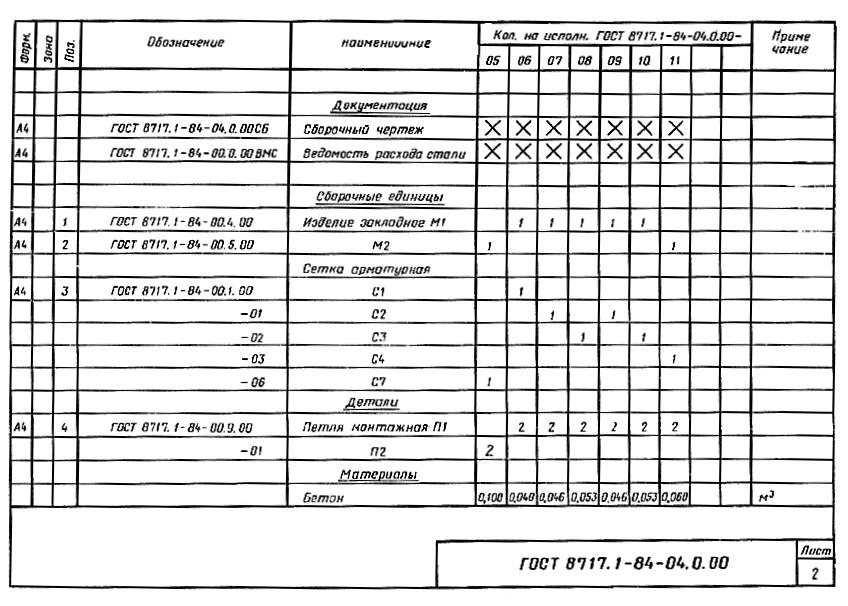 Форм. Зона Поз. Обозначение Наименование Кол. на исполн. ГОСТ 8717.1-84-04.0.00- Приме
чание
05 06 07 08 09 10 11
Документация
А4 ГОСТ 8717.1-84-04.0.00СБ Сборочный чертеж X X X X X X X
А4 ГОСТ 8717.1-84-00.0.00ВМС Ведомость расхода стали X X X X X X X
Сборочные единицы
А4 1 ГОСТ 8717.1-84-00.4.00 Изделие закладное М1 1 1 1 1 1
А4 2 ГОСТ 8717.1-84-00.5.00 М2 1 1
Сетка арматурная
А4 3 ГОСТ 8717.1-84-00.1.00 С1 1
-01 С2 1 1
-02 С3 1 1
-03 С4 1
-06 С7 1
Детали
А4 4 ГОСТ 8717.1-84-00.9.00 Петля монтажная П1 2 2 2 2 2 2
-01 П2 2
Материалы
Бетон 0,100 0,040 0,046 0,053 0,046 0,053 0,060 м³
ГОСТ 8717.1-84-04.0.00
Лист
2